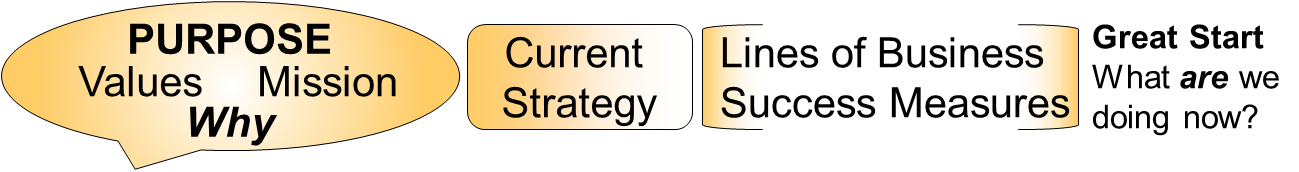 PURPOSE
Values Mission
Why
Current
Strategy
Lines of Business
Success Measures
Great Start
What are we
doing now?